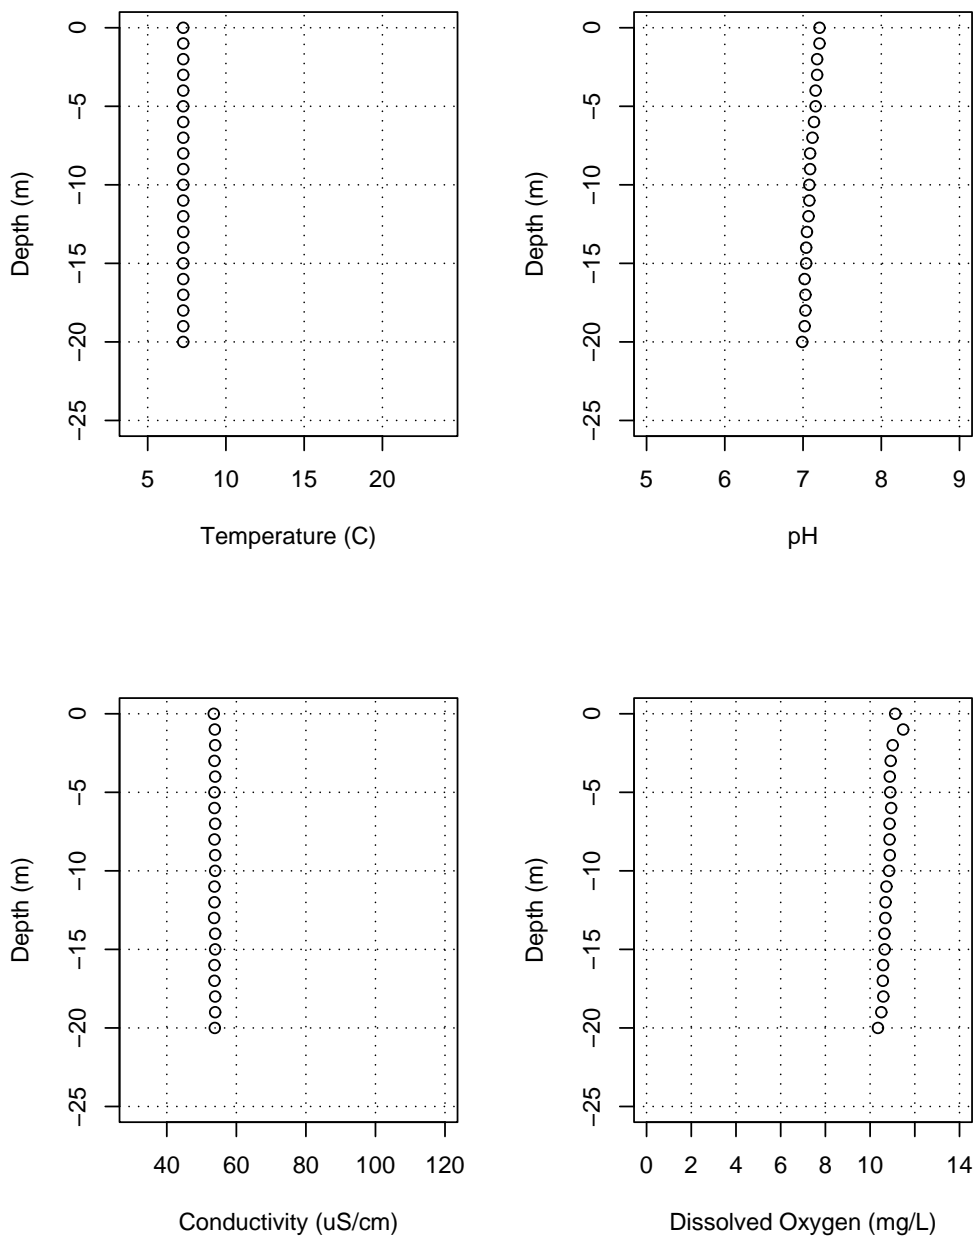 0
−5
−10
−15
−20
−25
Depth (m)
5 10 15 20
Temperature (C)
0
−5
−10
−15
−20
−25
Depth (m)
5 6 7 8 9
pH
0
−5
−10
−15
−20
−25
Depth (m)
40 60 80 100 120
Conductivity (uS/cm)
0
−5
−10
−15
−20
−25
Depth (m)
0 2 4 6 8 10 14
Dissolved Oxygen (mg/L)